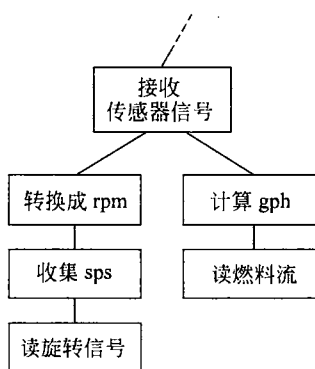 接收
传感器信号
转换成 rpm
计算 gph
收集 sps
读燃料流
读旋转信号